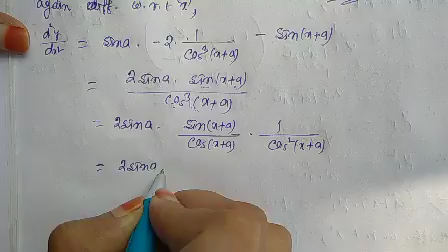 again diff. w.r.t x,
d²y/dx² = sina · -2 · 1/cos³(x+a) · -sin(x+a)
= 2sina · sin(x+a)/cos³(x+a)
= 2sina · sin(x+a)/cos(x+a) · 1/cos²(x+a)
= 2sina